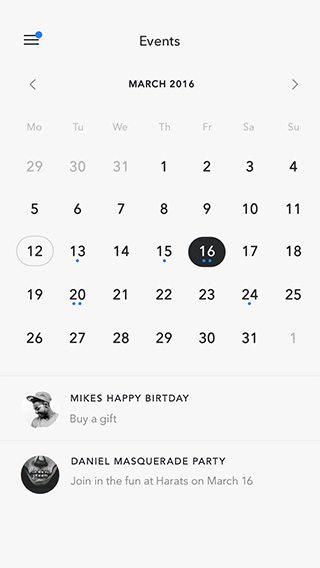 Events
MARCH 2016
Mo Tu We Th Fr Sa Su
29 30 31 1 2 3 4
5 6 7 8 9 10 11
12 13 14 15 16 17 18
19 20 21 22 23 24 25
26 27 28 29 30 31 1
MIKES HAPPY BIRTDAY
Buy a gift
DANIEL MASQUERADE PARTY
Join in the fun at Harats on March 16